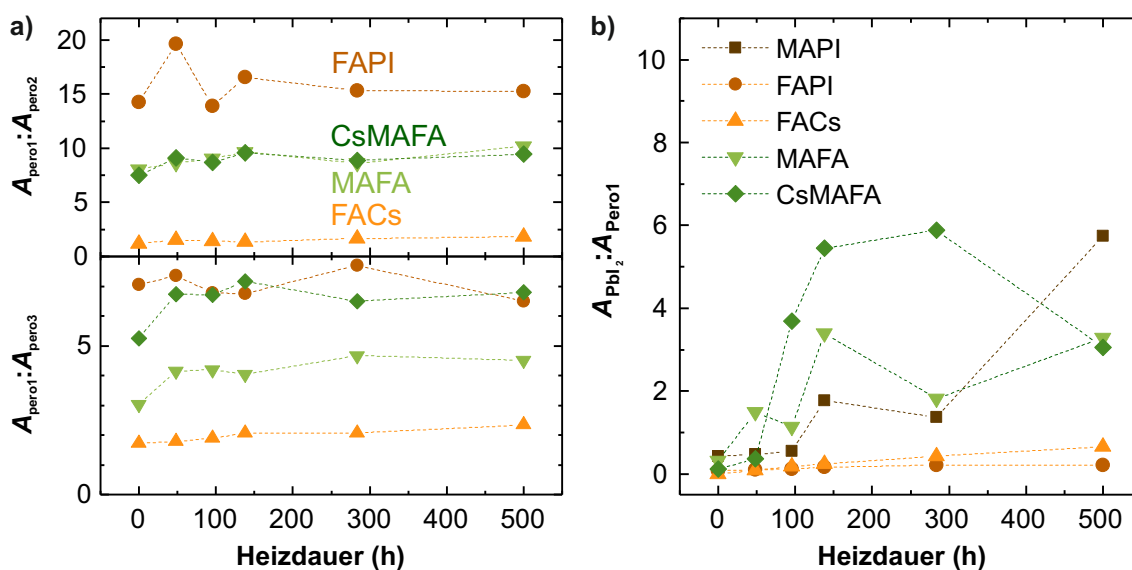 a)
A_pero1:A_pero2
20
15
10
5
0
FAPI
CsMAFA
MAFA
FACs
A_pero1:A_pero3
5
0
0 100 200 300 400 500
Heizdauer (h)
b)
A_PbI₂:A_Pero1
10
8
6
4
2
0
MAPI
FAPI
FACs
MAFA
CsMAFA
0 100 200 300 400 500
Heizdauer (h)